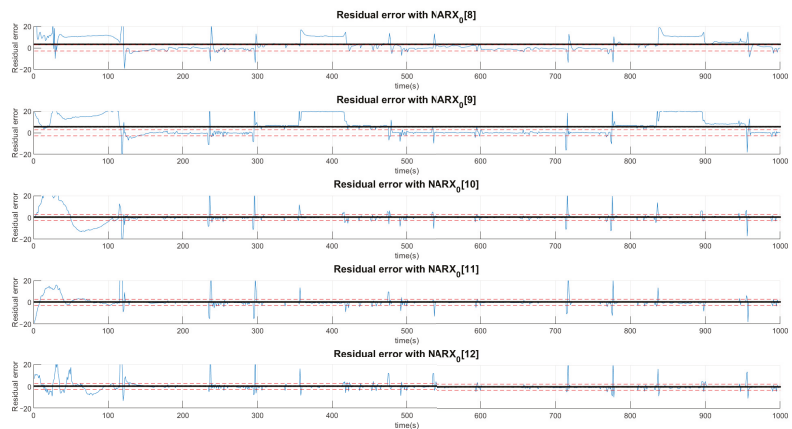 Residual error with NARX0[8]
Residual error
20
0
-20
0 100 200 300 400 500 600 700 800 900 1000
time(s)
Residual error with NARX0[9]
Residual error
20
0
-20
0 100 200 300 400 500 600 700 800 900 1000
time(s)
Residual error with NARX0[10]
Residual error
20
0
-20
0 100 200 300 400 500 600 700 800 900 1000
time(s)
Residual error with NARX0[11]
Residual error
20
0
-20
0 100 200 300 400 500 600 700 800 900 1000
time(s)
Residual error with NARX0[12]
Residual error
20
0
-20
0 100 200 300 400 500 600 700 800 900 1000
time(s)